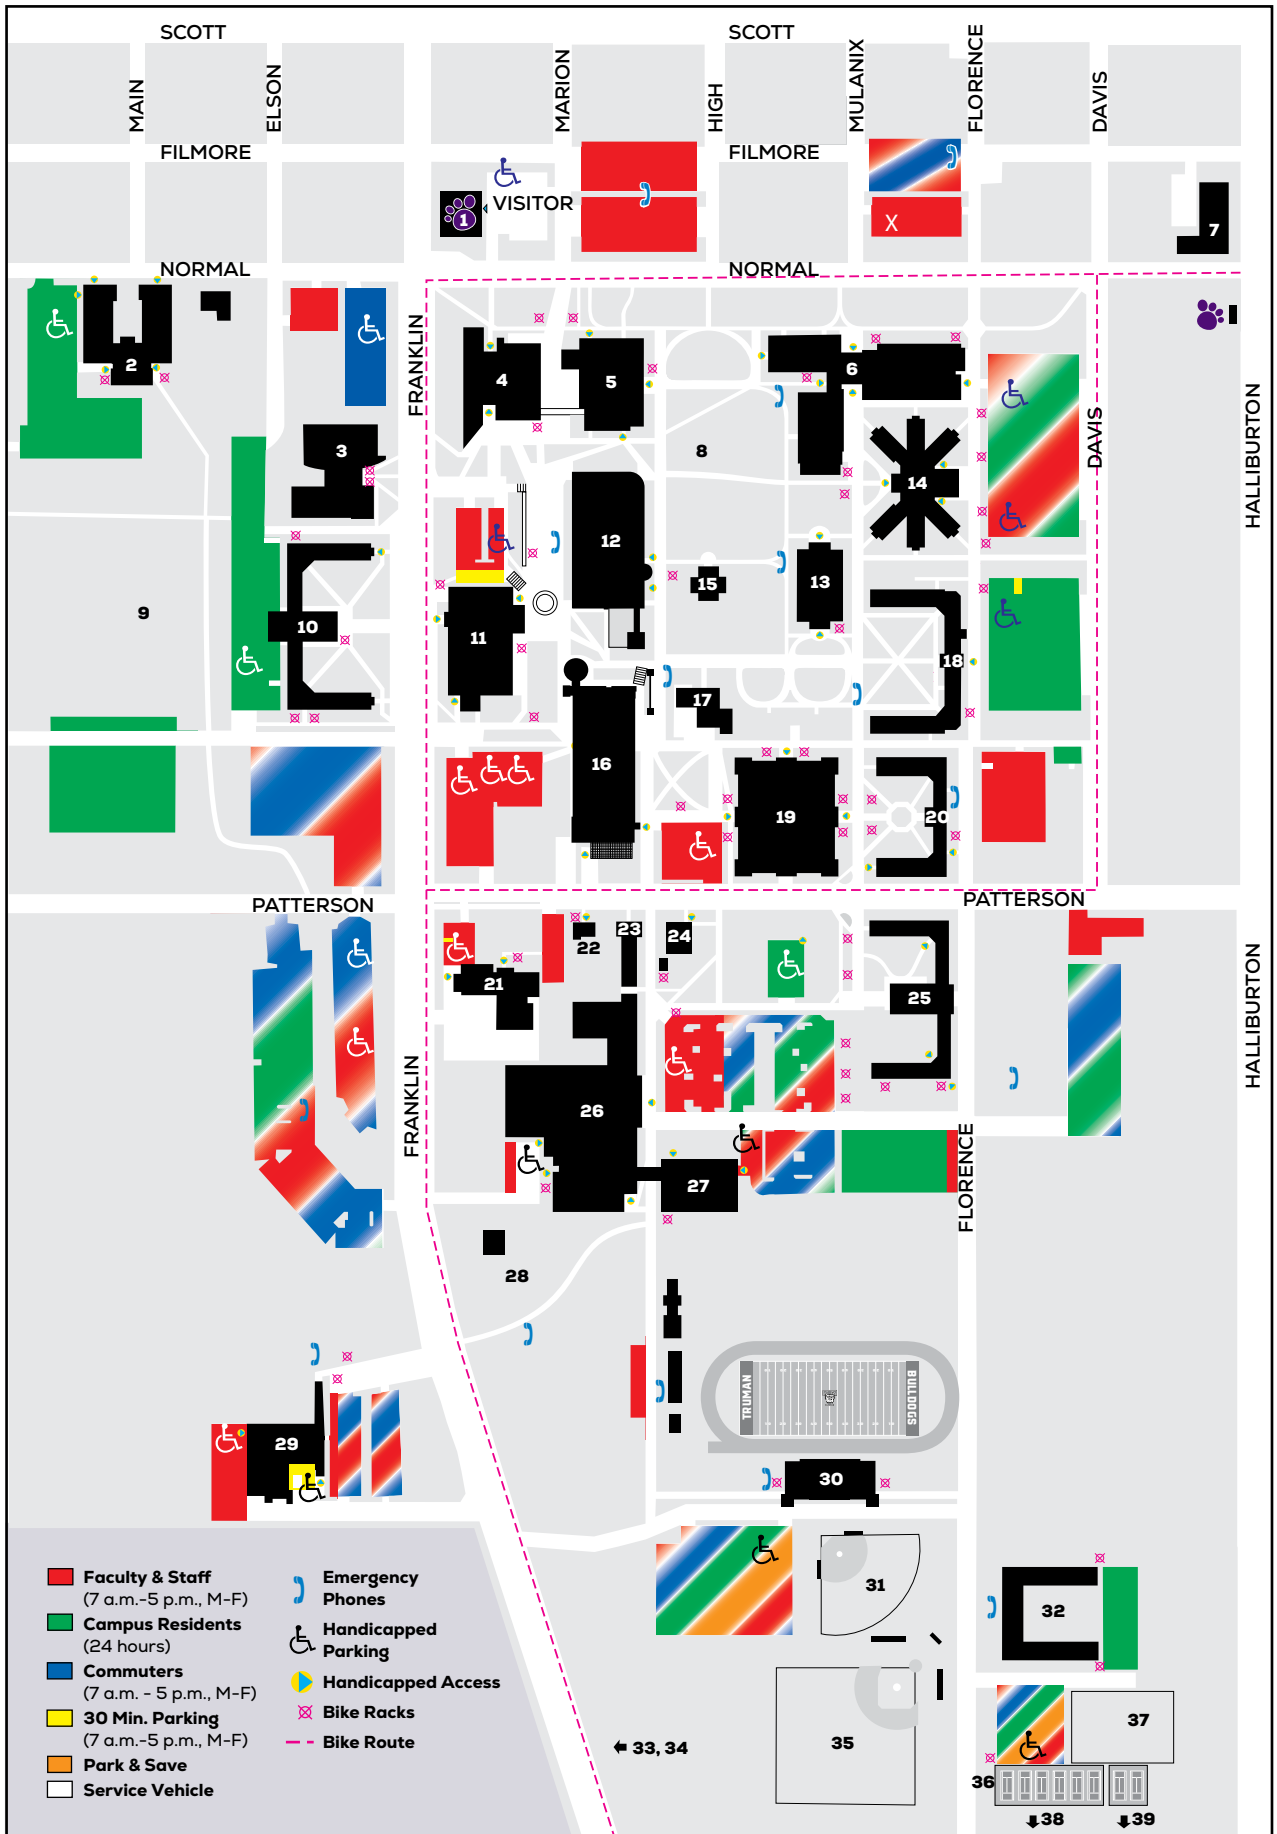 SCOTT
SCOTT
MAIN
ELSON
MARION
HIGH
MULANIX
FLORENCE
DAVIS
FILMORE
FILMORE
VISITOR
1
X
7
NORMAL
NORMAL
2
3
FRANKLIN
4
5
6
8
DAVIS
HALLIBURTON
14
9
10
11
12
13
15
18
17
16
19
20
PATTERSON
PATTERSON
FRANKLIN
21
22
23
24
25
HALLIBURTON
26
27
FLORENCE
28
TRUMAN
BULLDOGS
29
30
31
32
33, 34
35
36
37
38
39
Faculty & Staff
(7 a.m.-5 p.m., M-F)
Campus Residents
(24 hours)
Commuters
(7 a.m. - 5 p.m., M-F)
30 Min. Parking
(7 a.m.-5 p.m., M-F)
Park & Save
Service Vehicle
Emergency
Phones
Handicapped
Parking
Handicapped Access
Bike Racks
Bike Route